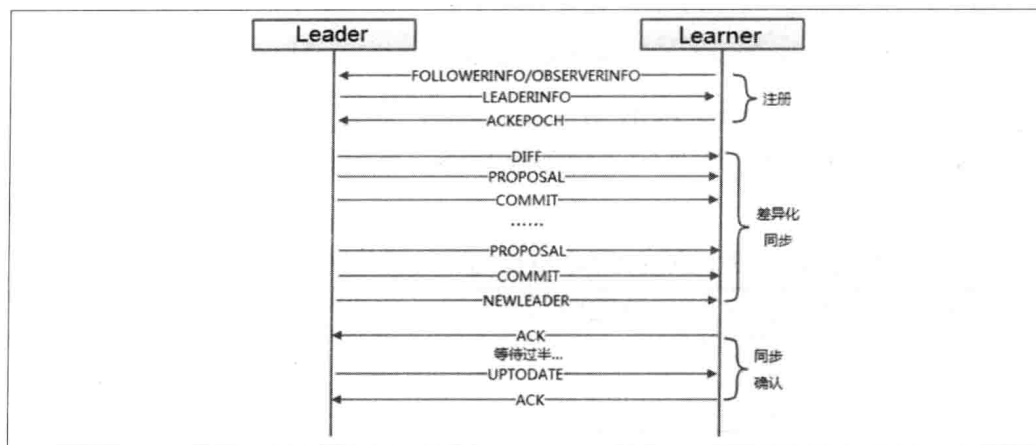 Leader
Learner
FOLLOWERINFO/OBSERVERINFO
LEADERINFO
ACKEPOCH
注册
DIFF
PROPOSAL
COMMIT
······
PROPOSAL
COMMIT
NEWLEADER
差异化
同步
ACK
等待过半...
UPTODATE
ACK
同步
确认